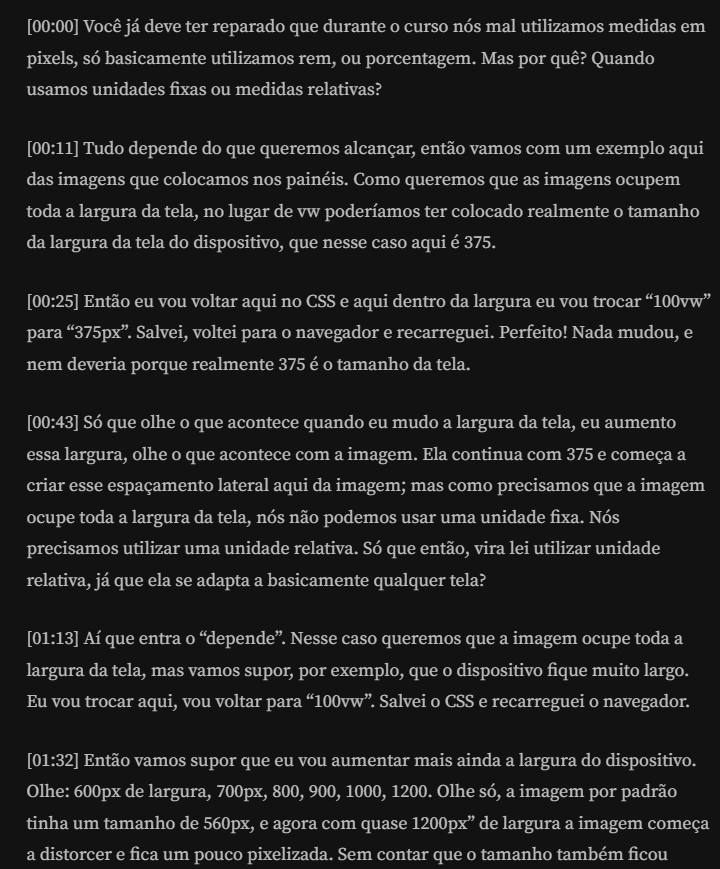 [00:00] Você já deve ter reparado que durante o curso nós mal utilizamos medidas em
pixels, só basicamente utilizamos rem, ou porcentagem. Mas por quê? Quando
usamos unidades fixas ou medidas relativas?
[00:11] Tudo depende do que queremos alcançar, então vamos com um exemplo aqui
das imagens que colocamos nos painéis. Como queremos que as imagens ocupem
toda a largura da tela, no lugar de vw poderíamos ter colocado realmente o tamanho
da largura da tela do dispositivo, que nesse caso aqui é 375.
[00:25] Então eu vou voltar aqui no CSS e aqui dentro da largura eu vou trocar “100vw”
para “375px”. Salvei, voltei para o navegador e recarreguei. Perfeito! Nada mudou, e
nem deveria porque realmente 375 é o tamanho da tela.
[00:43] Só que olhe o que acontece quando eu mudo a largura da tela, eu aumento
essa largura, olhe o que acontece com a imagem. Ela continua com 375 e começa a
criar esse espaçamento lateral aqui da imagem; mas como precisamos que a imagem
ocupe toda a largura da tela, nós não podemos usar uma unidade fixa. Nós
precisamos utilizar uma unidade relativa. Só que então, vira lei utilizar unidade
relativa, já que ela se adapta a basicamente qualquer tela?
[01:13] Aí que entra o “depende”. Nesse caso queremos que a imagem ocupe toda a
largura da tela, mas vamos supor, por exemplo, que o dispositivo fique muito largo.
Eu vou trocar aqui, vou voltar para “100vw”. Salvei o CSS e recarreguei o navegador.
[01:32] Então vamos supor que eu vou aumentar mais ainda a largura do dispositivo.
Olhe: 600px de largura, 700px, 800, 900, 1000, 1200. Olhe só, a imagem por padrão
tinha um tamanho de 560px, e agora com quase 1200px” de largura a imagem começa
a distorcer e fica um pouco pixelizada. Sem contar que o tamanho também ficou